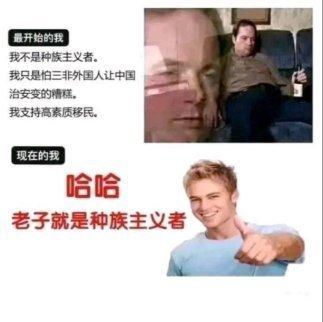 最开始的我
我不是种族主义者。
我只是怕三非外国人让中国
治安变的糟糕。
我支持高素质移民。
现在的我
哈哈
老子就是种族主义者